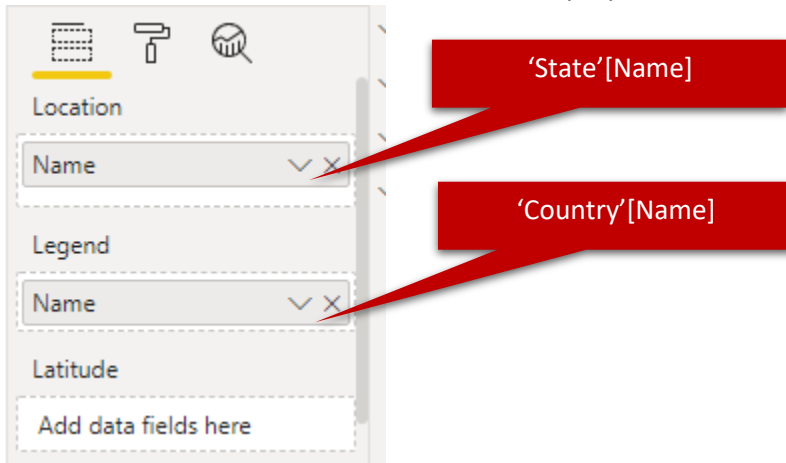 ‘State’[Name]
Location
Name
‘Country’[Name]
Legend
Name
Latitude
Add data fields here